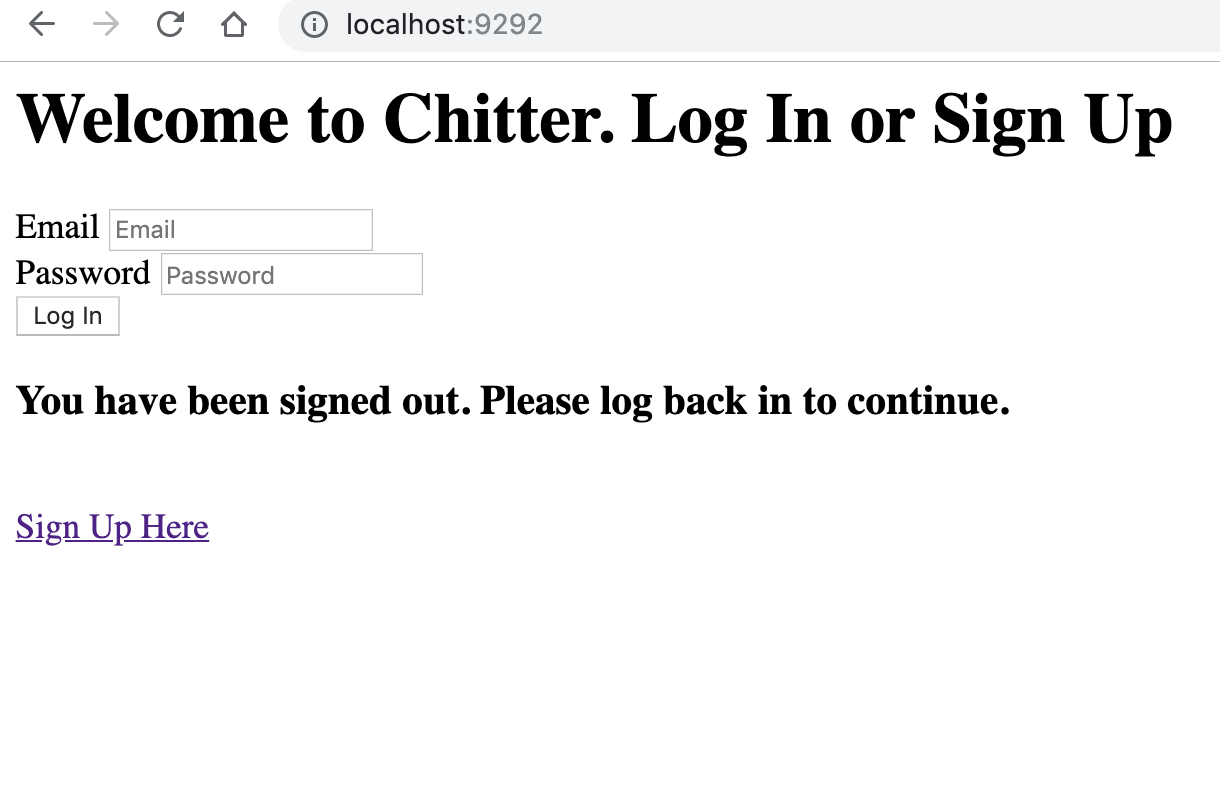 localhost:9292
Welcome to Chitter. Log In or Sign Up
Email Email
Password Password
Log In
You have been signed out. Please log back in to continue.
Sign Up Here